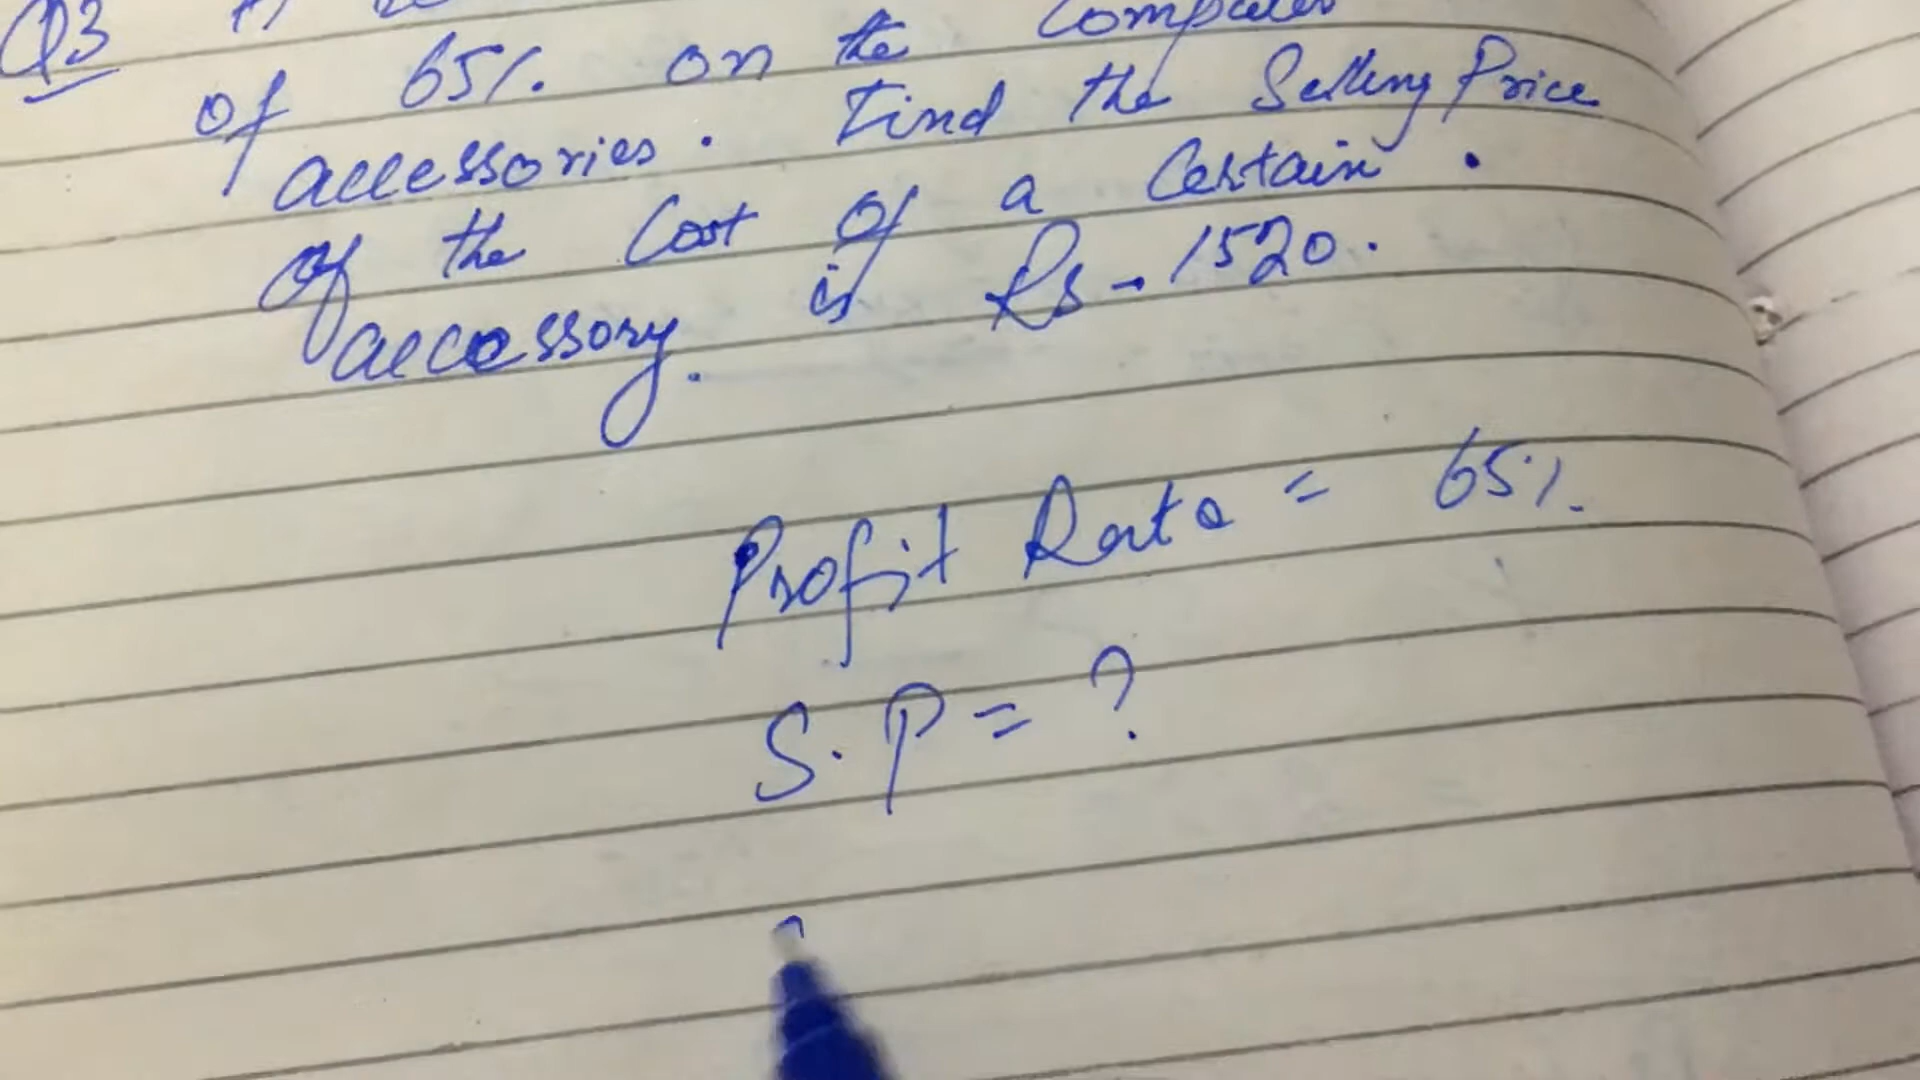 Q3 A
of 65%. on the Computer
accessories. Find the Selling Price
of the Cost of a Certain.
accessory. is Rs-1520.
Profit Rate = 65%.
S.P = ?